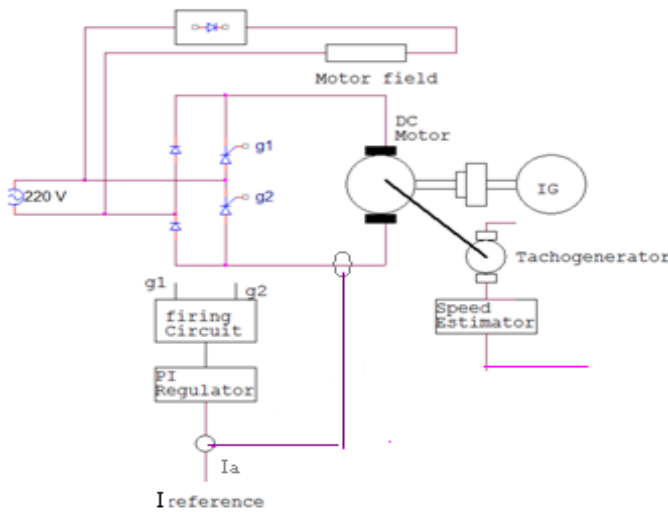 Motor field
DC
Motor
g1
g2
220 V
IG
Tachogenerator
g1
g2
firing
Circuit
Speed
Estimator
PI
Regulator
Ia
Ireference